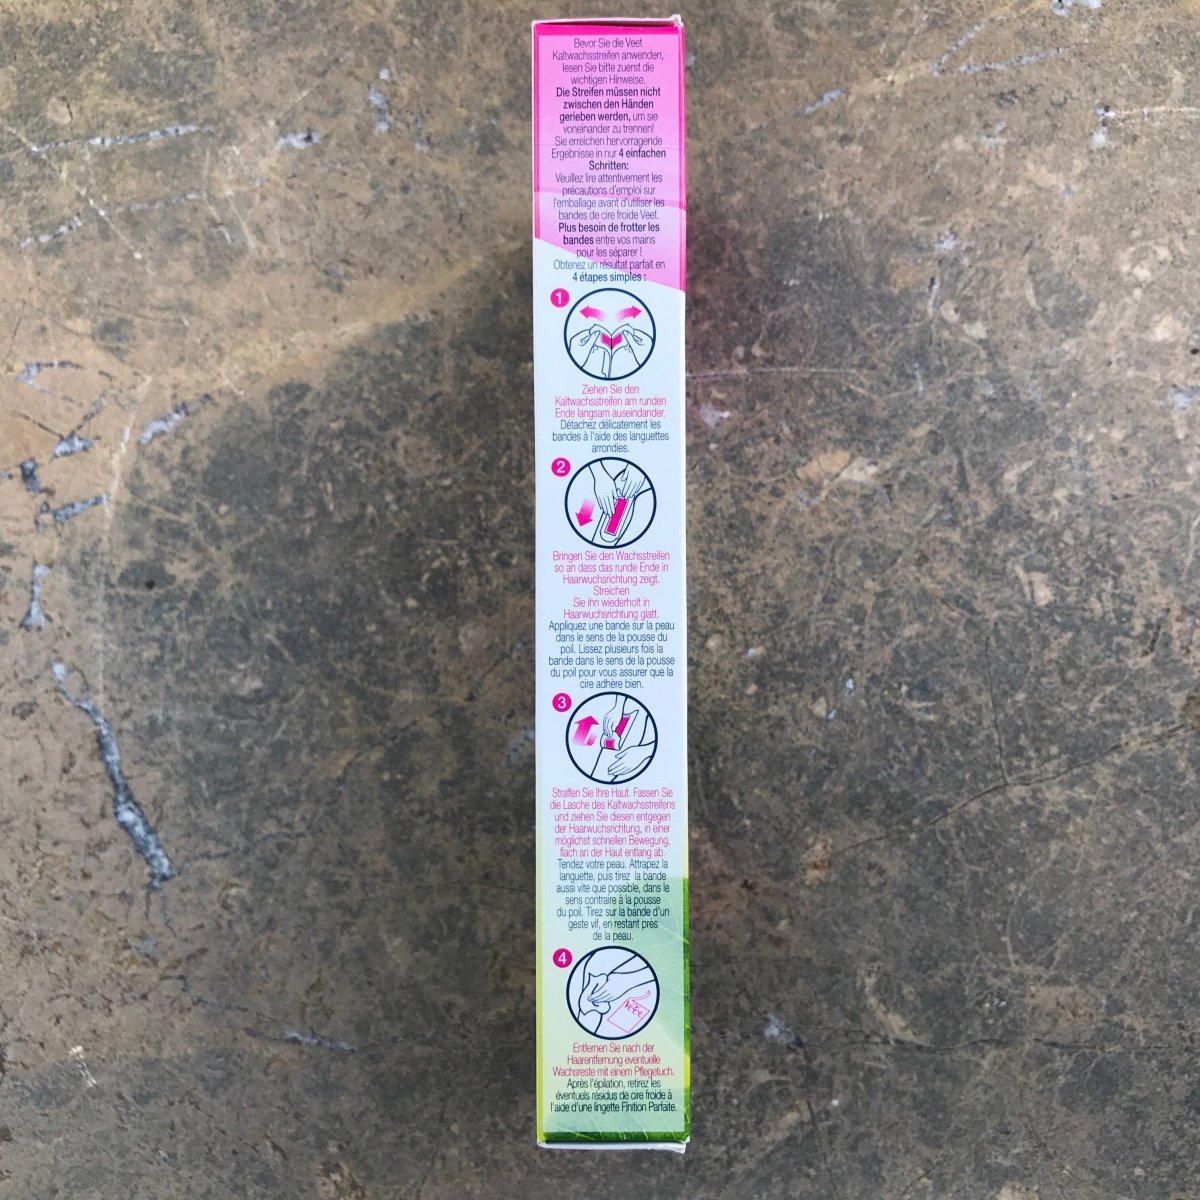 Bevor Sie die Veet
Kaltwachsstreifen anwenden,
lesen Sie bitte zuerst die
wichtigen Hinweise.
Die Streifen müssen nicht
zwischen den Händen
gerieben werden, um sie
voneinander zu trennen!
Sie erreichen hervorragende
Ergebnisse in nur 4 einfachen
Schritten:
Veuillez lire attentivement les
précautions d'emploi sur
l'emballage avant d'utiliser les
bandes de cire froide Veet.
Plus besoin de frotter les
bandes entre vos mains
pour les séparer !
Obtenez un résultat parfait en
4 étapes simples :
1
Ziehen Sie den
Kaltwachsstreifen am runden
Ende langsam auseinandar.
Détachez délicatement les
bandes à l'aide des languettes
arrondies.
2
Bringen Sie den Wachsstreifen
so an dass das runde Ende in
Haarwuchsrichtung zeigt.
Streichen
Sie ihn wiederholt in
Haarwuchsrichtung glatt.
Appliquez une bande sur la peau
dans le sens de la pousse du
poil. Lissez plusieurs fois la
bande dans le sens de la pousse
du poil pour vous assurer que la
cire adhère bien.
3
Straffen Sie Ihre Haut. Fassen Sie
die Lasche des Kaltwachsstreifens
und ziehen Sie diesen entgegen
der Haarwuchsrichtung, in einer
möglichst schnellen Bewegung,
flach an der Haut entlang ab.
Tendez votre peau. Attrapez la
languette, puis tirez la bande
aussi vite que possible, dans le
sens contraire à la pousse
du poil. Tirez sur la bande d'un
geste vif, en restant près
de la peau.
4
Veet
Entfernen Sie nach der
Haarentfernung eventuelle
Wachsreste mit einem Pflegetuch.
Après l'épilation, retirez les
éventuels résidus de cire froide à
l'aide d'une lingette Finition Parfaite.